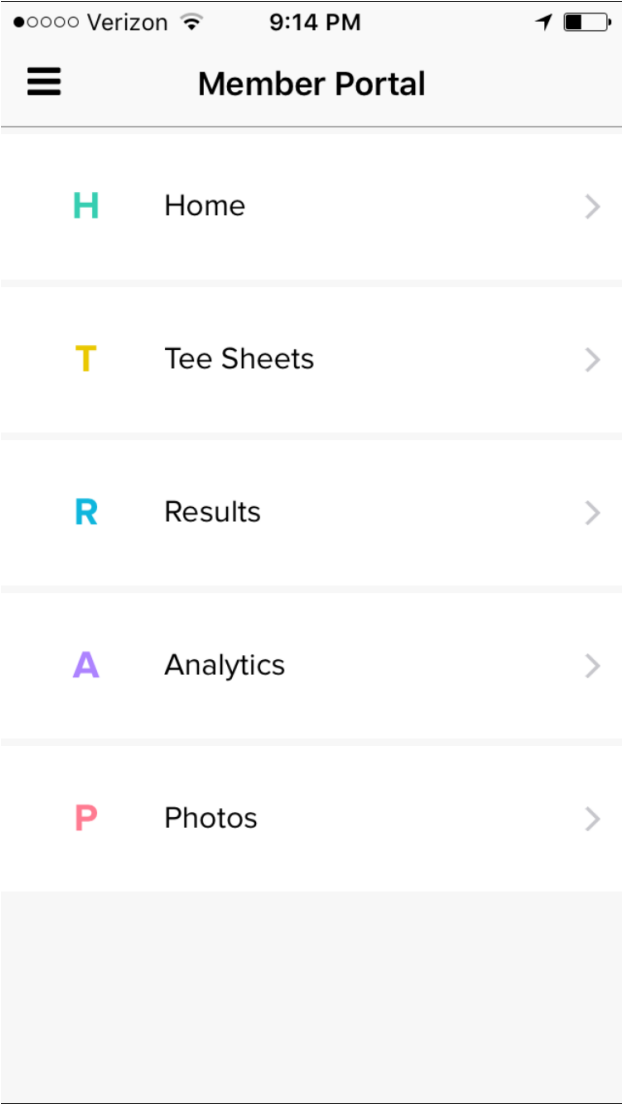 Verizon 9:14 PM
Member Portal
H Home
T Tee Sheets
R Results
A Analytics
P Photos